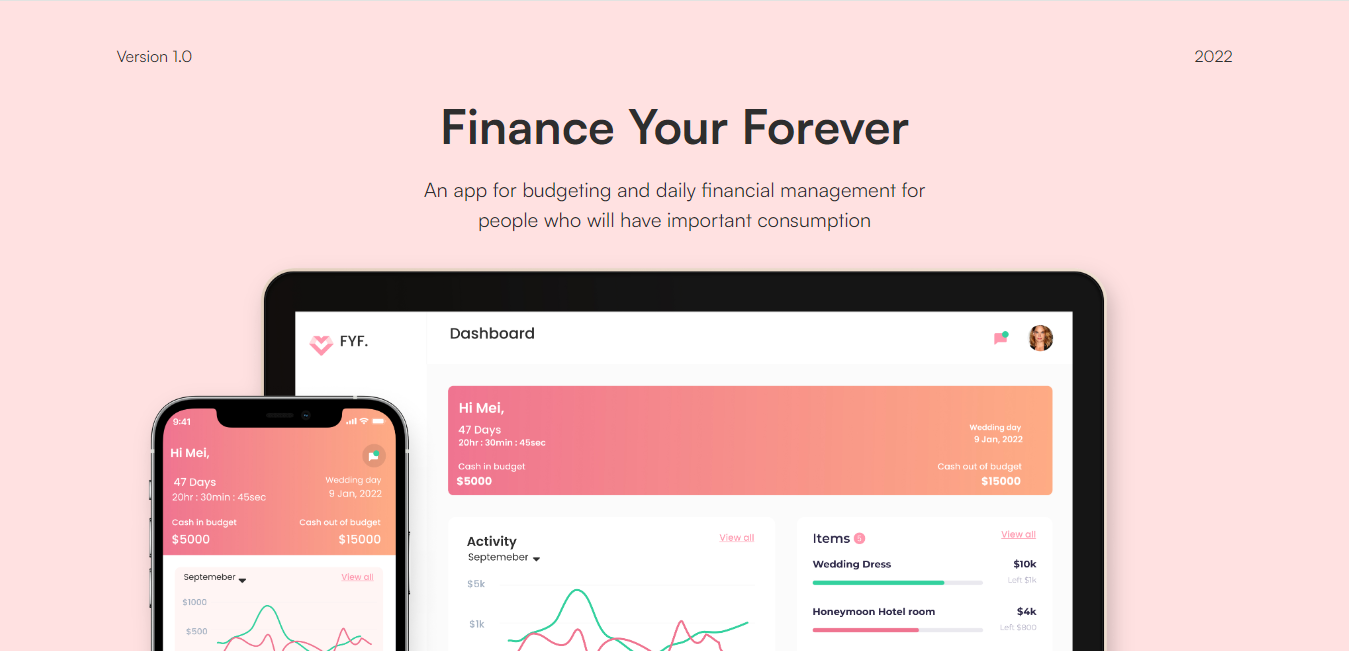 Version 1.0
2022
Finance Your Forever
An app for budgeting and daily financial management for
people who will have important consumption
FYF.
Dashboard
Hi Mei,
47 Days
20hr : 30min : 45sec
Wedding day
9 Jan, 2022
Cash in budget
$5000
Cash out of budget
$15000
Activity
Septemeber
View all
$5k
$1k
Items 5
View all
Wedding Dress
$10k
Left $1k
Honeymoon Hotel room
$4k
Left $800
9:41
Hi Mei,
47 Days
20hr : 30min : 45sec
Wedding day
9 Jan, 2022
Cash in budget
$5000
Cash out of budget
$15000
Septemeber
View all
$1000
$500